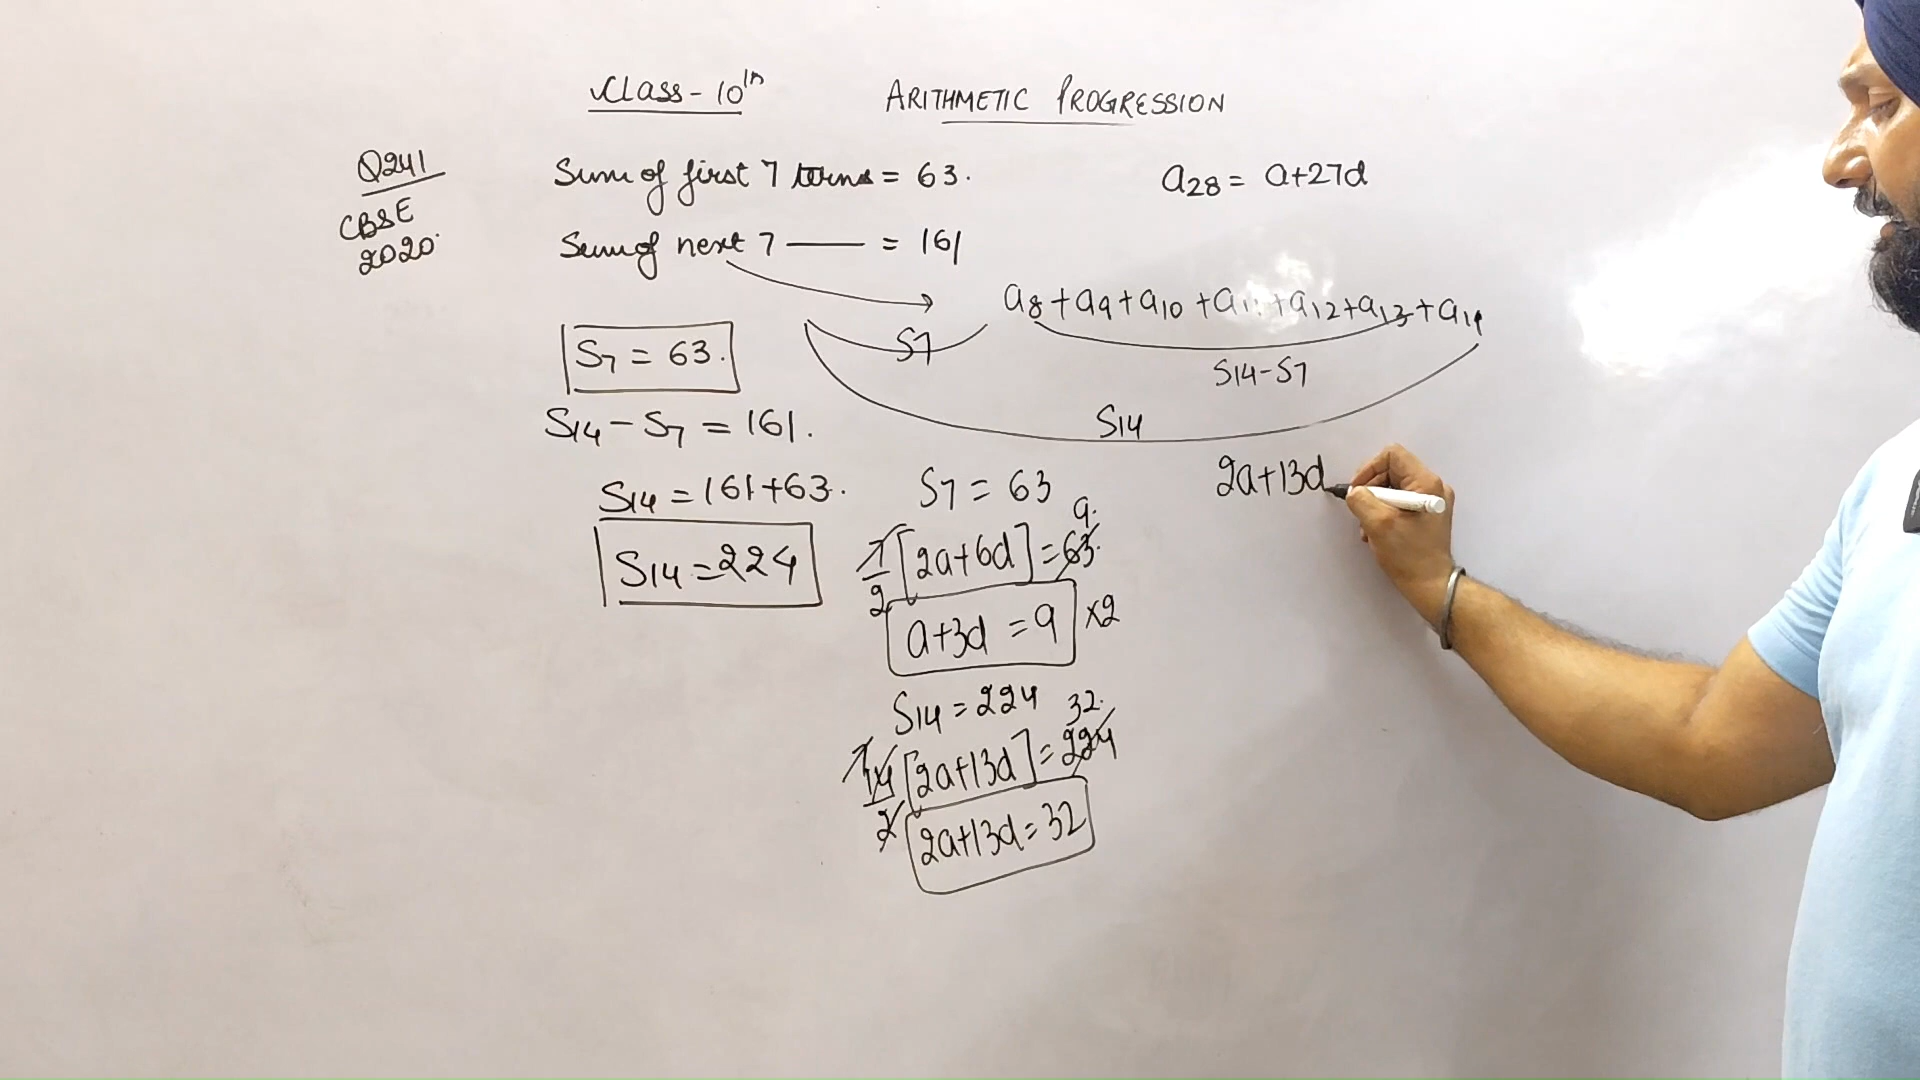 Class-10th ARITHMETIC PROGRESSION
Q241
CBSE
2020.
Sum of first 7 terms = 63.
a28 = a+27d
Sum of next 7 —— = 161
a8+a9+a10+a11+a12+a13+a14
S7
S14-S7
S14
S7 = 63.
S14 - S7 = 161.
S14 = 161+63.
S14 = 224
S7 = 63
9.
7/2 [2a+6d] = 63.
a+3d = 9 ×2
S14 = 224
32.
7
14/2 [2a+13d] = 224
2a+13d = 32
2a+13d